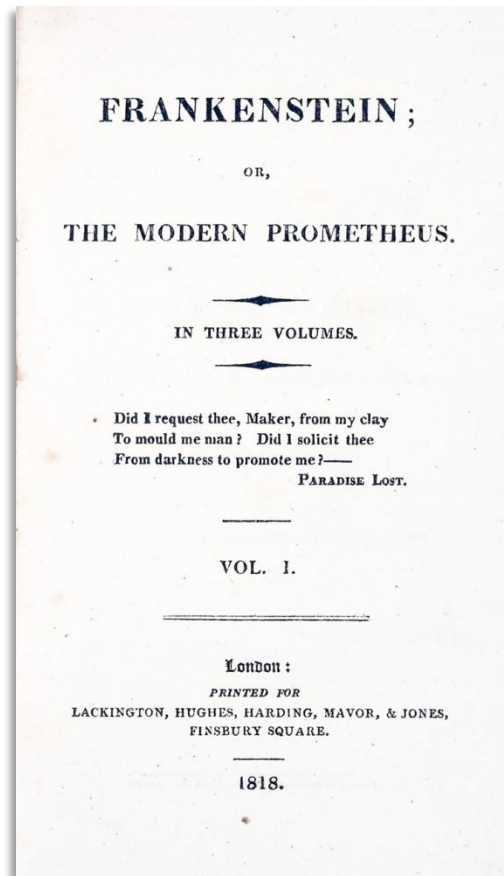 FRANKENSTEIN;
OR,
THE MODERN PROMETHEUS.
IN THREE VOLUMES.
Did I request thee, Maker, from my clay
To mould me man? Did I solicit thee
From darkness to promote me?——
PARADISE LOST.
VOL. I.
London:
PRINTED FOR
LACKINGTON, HUGHES, HARDING, MAVOR, & JONES,
FINSBURY SQUARE.
1818.